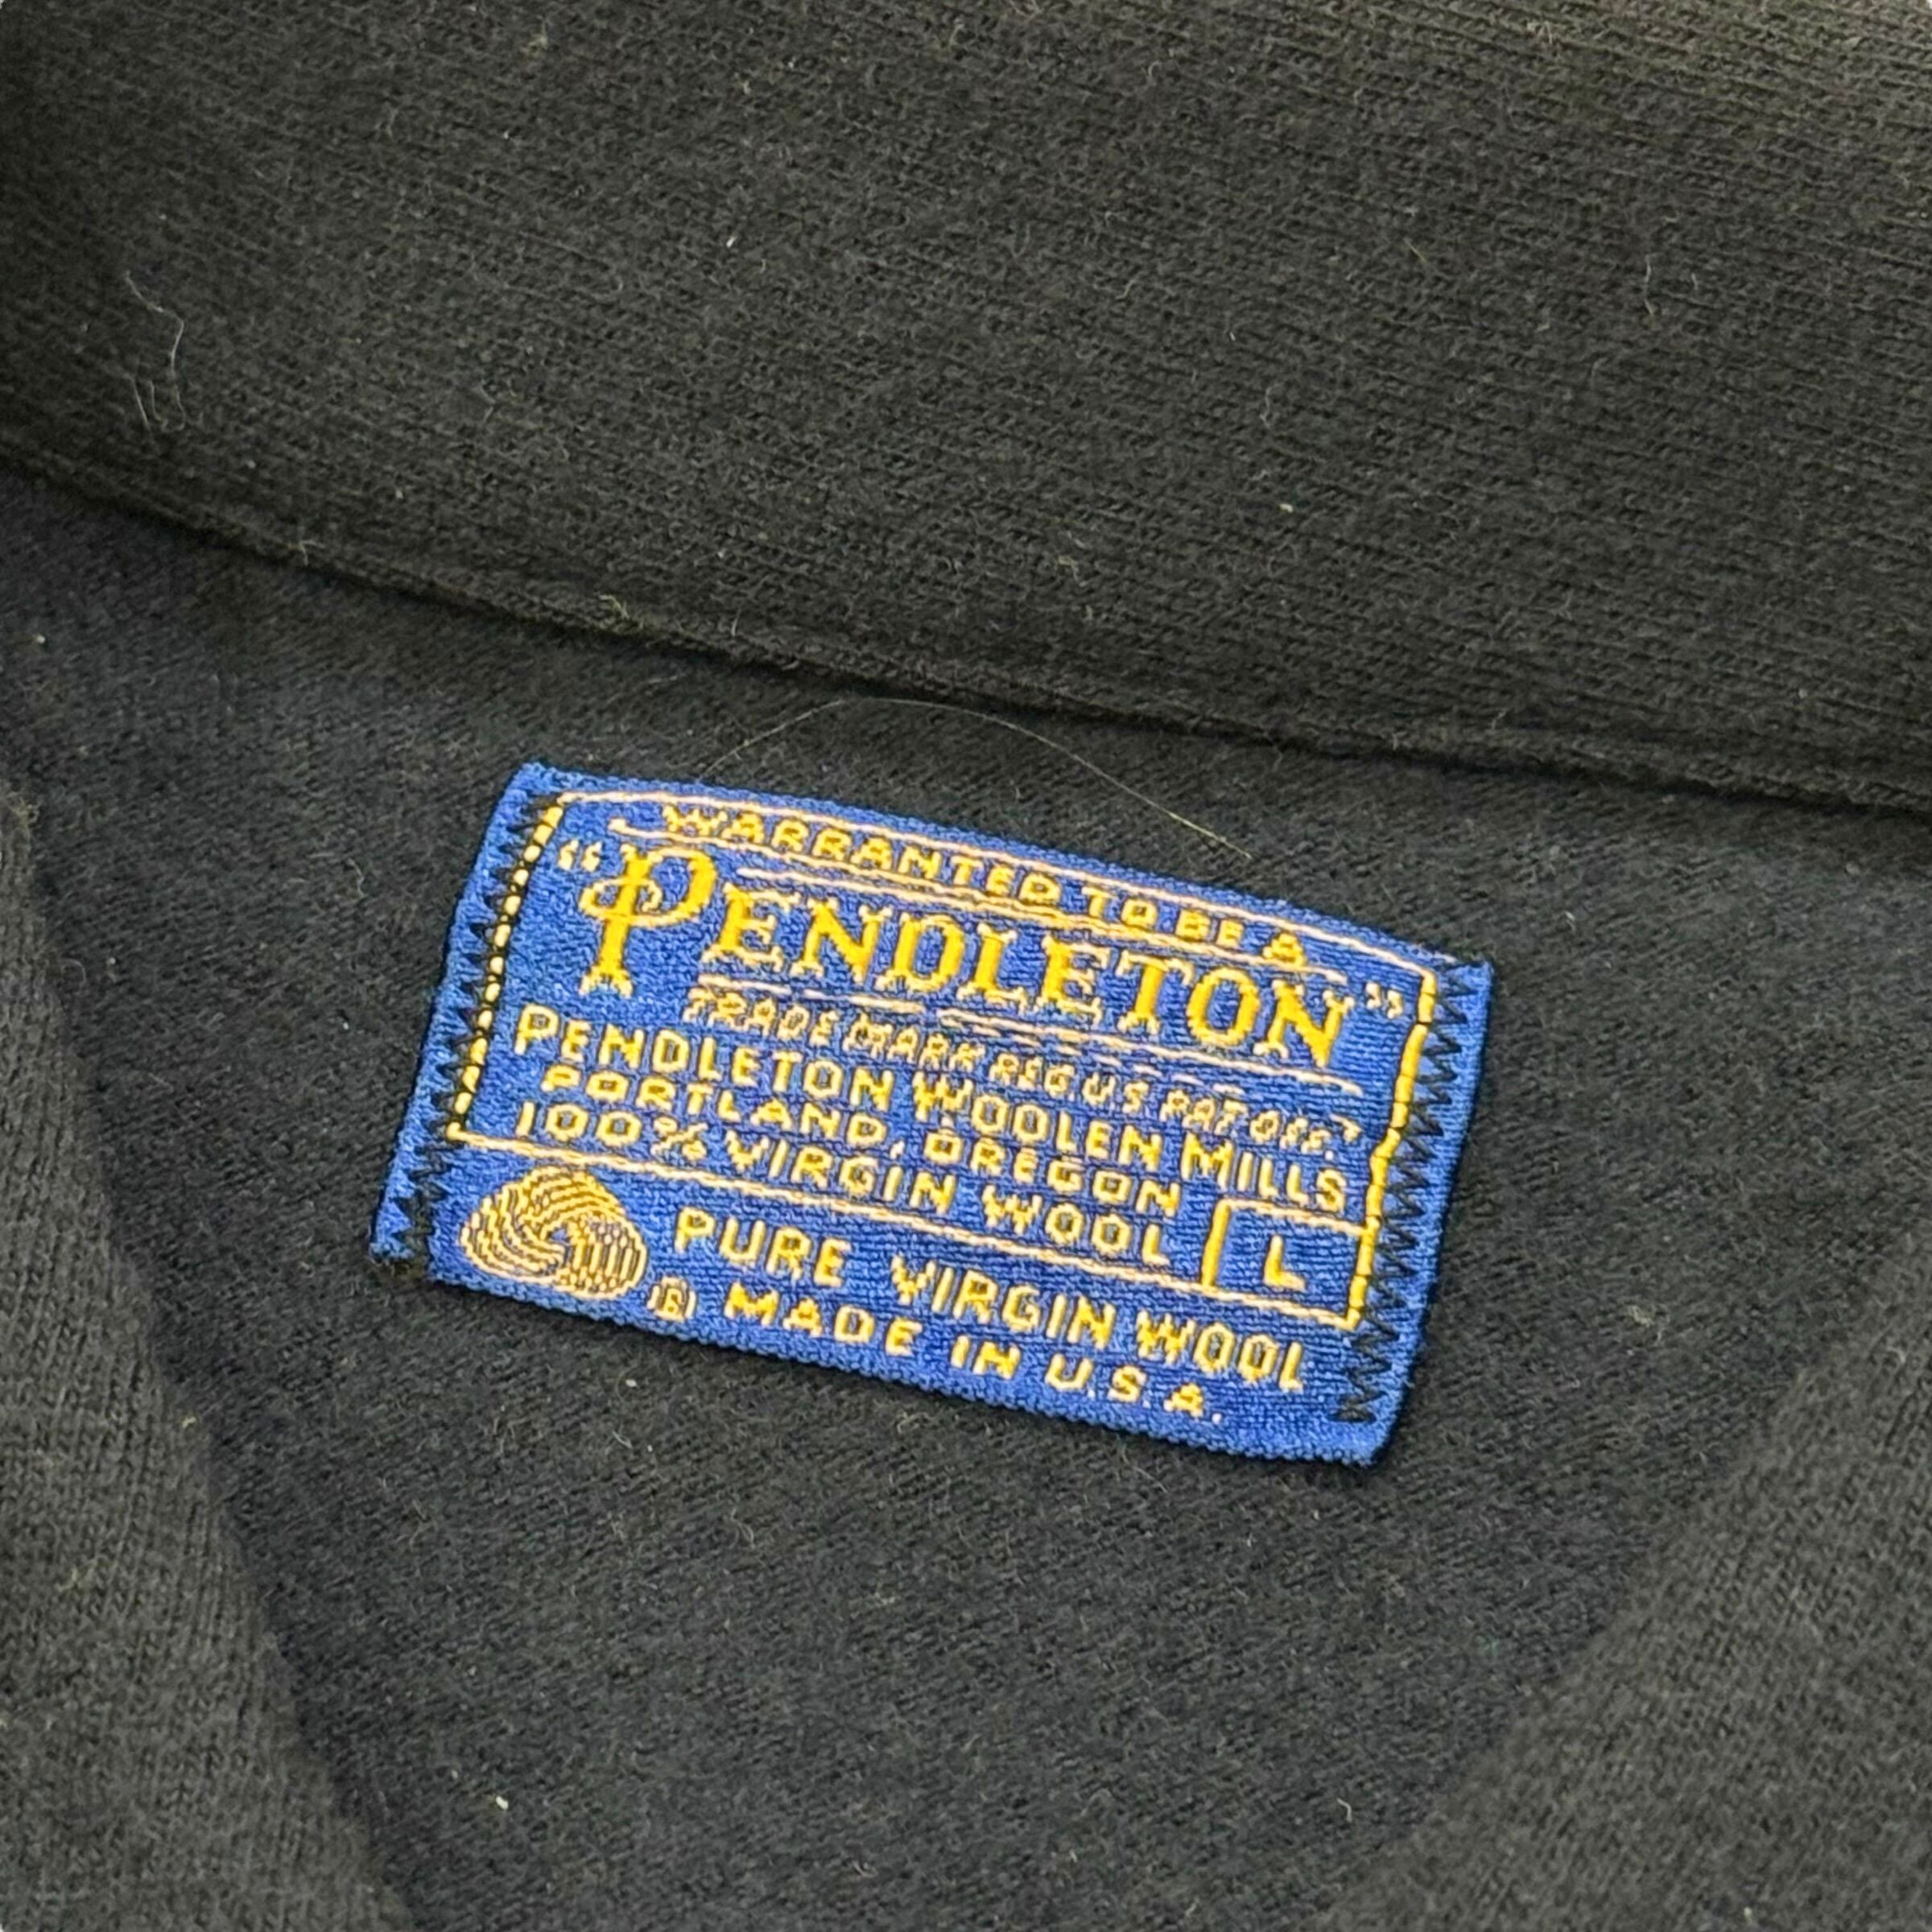 WARRANTED TO BE A
"PENDLETON"
TRADE MARK REG U.S. PAT OFF.
PENDLETON WOOLEN MILLS
PORTLAND, OREGON
100% VIRGIN WOOL
L
PURE VIRGIN WOOL
® MADE IN U.S.A.